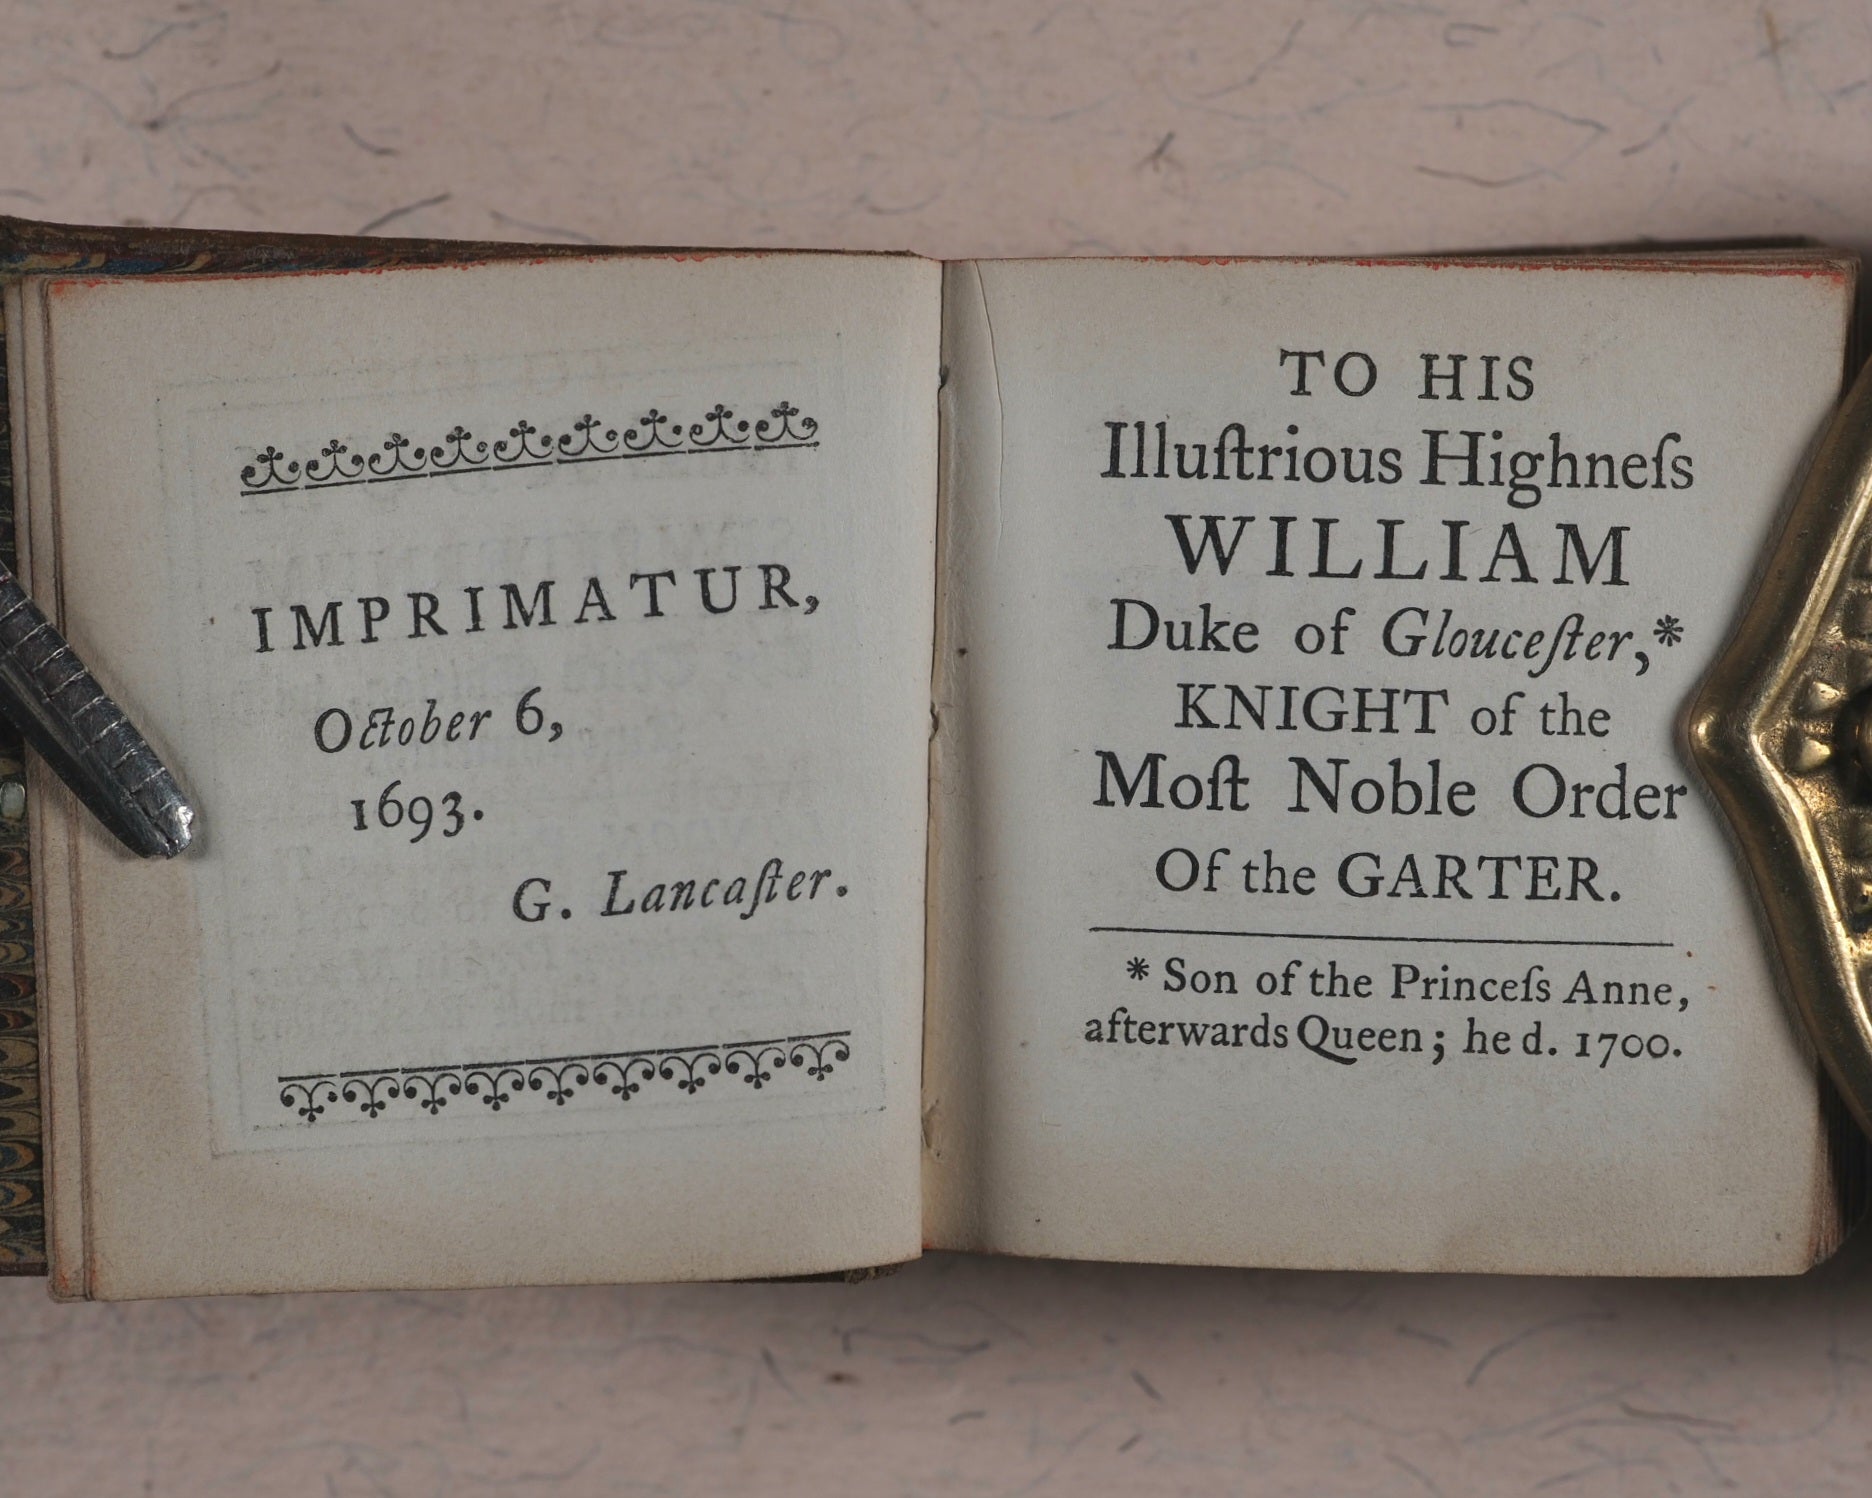 IMPRIMATUR,
October 6,
1693.
G. Lancaſter.
TO HIS
Illuſtrious Highneſs
WILLIAM
Duke of Glouceſter,*
KNIGHT of the
Moſt Noble Order
Of the GARTER.
* Son of the Princeſs Anne,
afterwards Queen; he d. 1700.